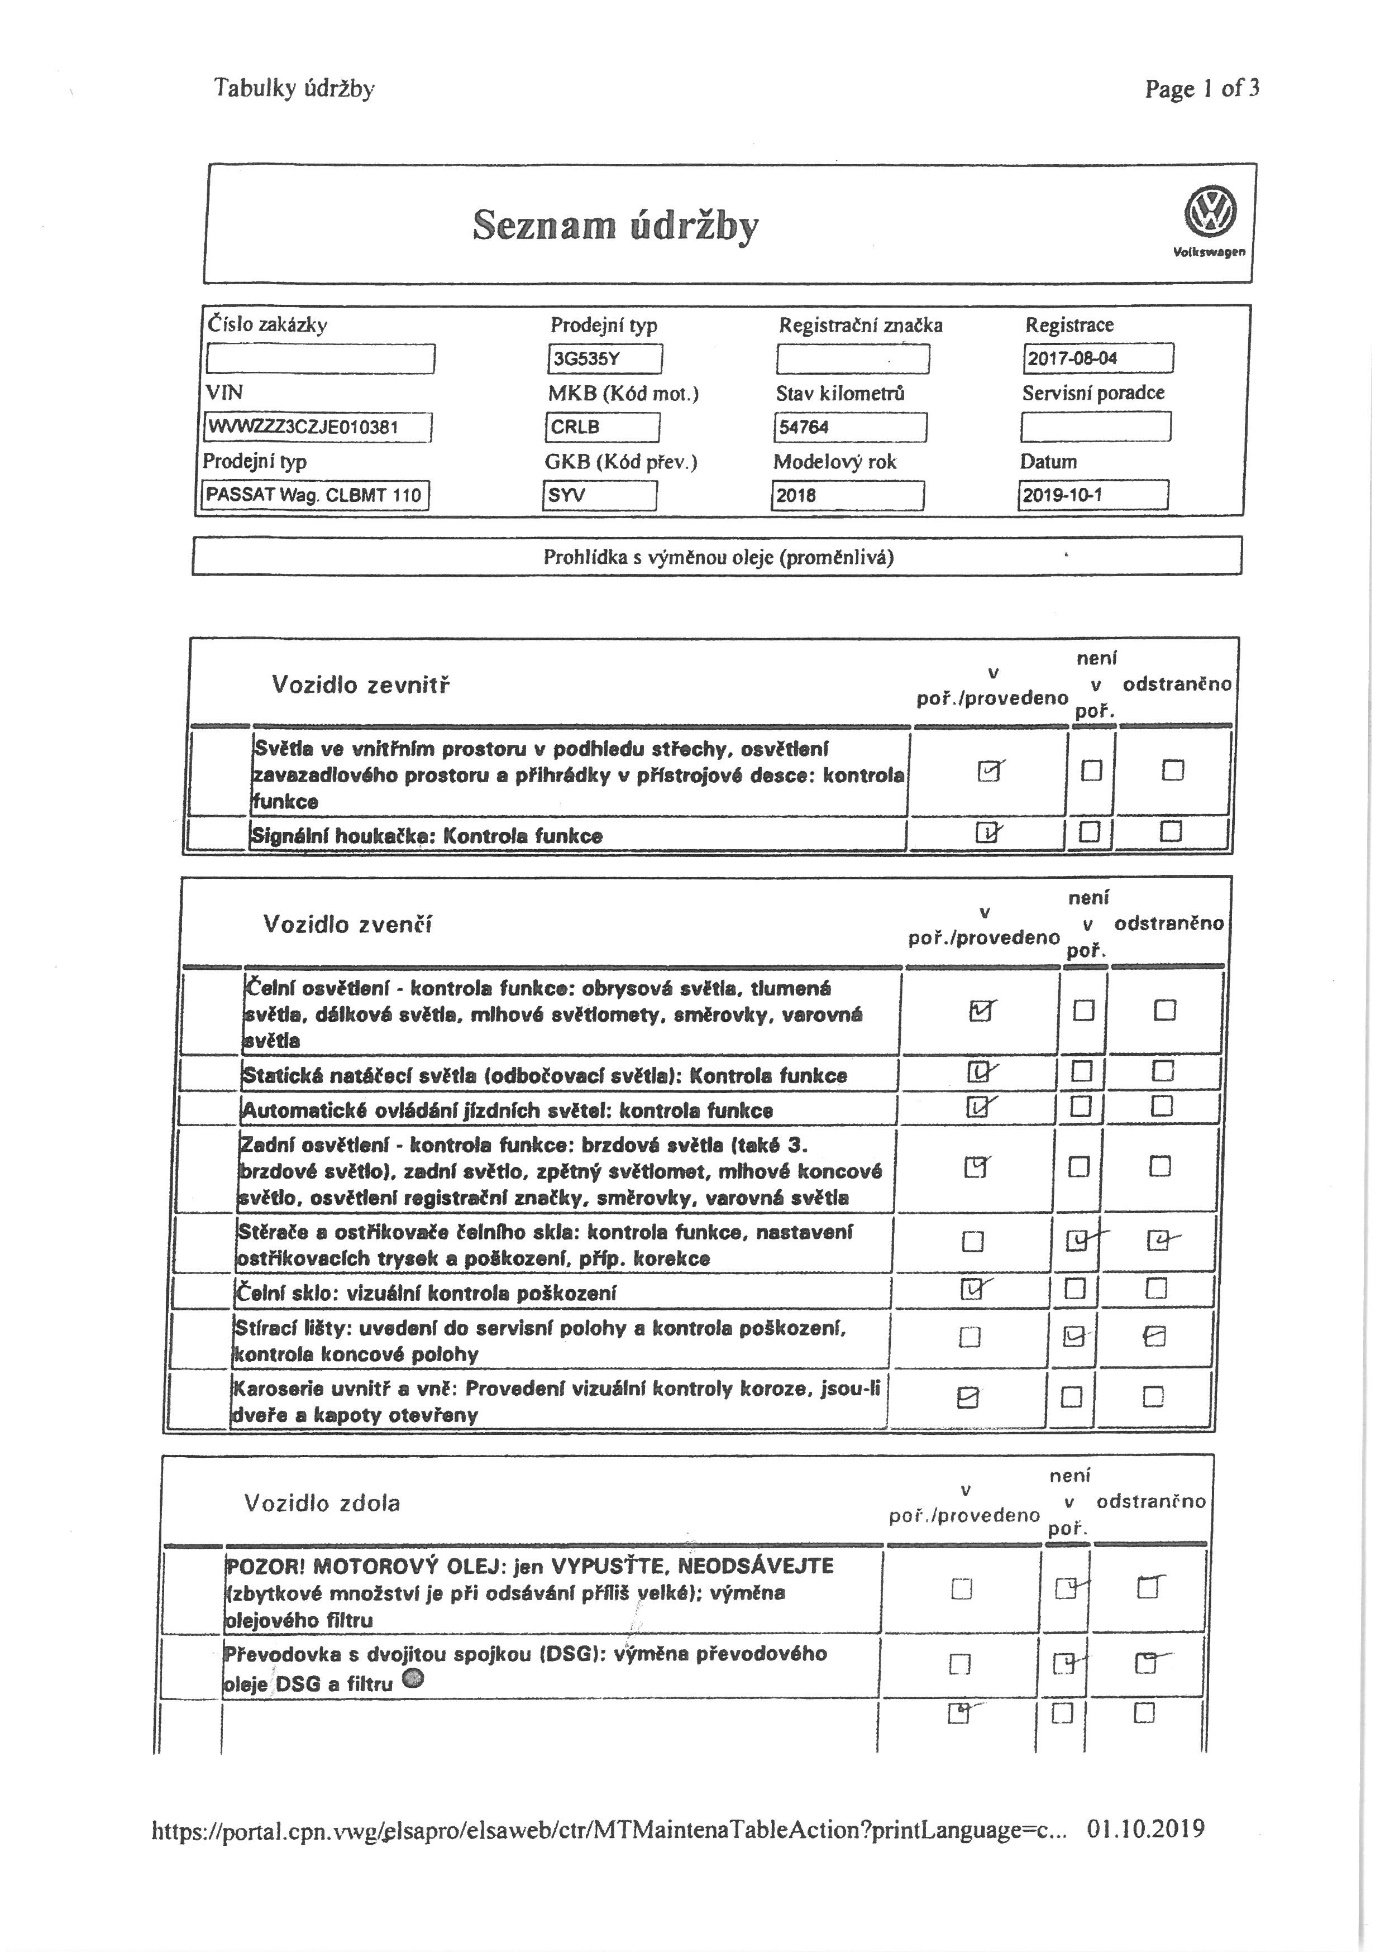 Tabulky údržby
Page 1 of 3
Seznam údržby
Volkswagen
Číslo zakázky
Prodejní typ
Registrační značka
Registrace
3G535Y
2017-08-04
VIN
MKB (Kód mot.)
Stav kilometrů
Servisní poradce
WVWZZZ3CZJE010381
CRLB
54764
Prodejní typ
GKB (Kód přev.)
Modelový rok
Datum
PASSAT Wag. CLBMT 110
SYV
2018
2019-10-1
Prohlídka s výměnou oleje (proměnlivá)
Vozidlo zevnitř
v
poř./provedeno
není
v
poř.
odstraněno
Světla ve vnitřním prostoru v podhledu střechy, osvětlení
zavazadlového prostoru a přihrádky v přístrojové desce: kontrola
funkce
Signální houkačka: Kontrola funkce
Vozidlo zvenčí
v
poř./provedeno
není
v
poř.
odstraněno
Čelní osvětlení - kontrola funkce: obrysová světla, tlumená
světla, dálková světla, mlhové světlomety, směrovky, varovná
světla
Statická natáčecí světla (odbočovací světla): Kontrola funkce
Automatické ovládání jízdních světel: kontrola funkce
Zadní osvětlení - kontrola funkce: brzdová světla (také 3.
brzdové světlo), zadní světlo, zpětný světlomet, mlhové koncové
světlo, osvětlení registrační značky, směrovky, varovná světla
Stěrače a ostřikovače čelního skla: kontrola funkce, nastavení
ostřikovacích trysek a poškození, příp. korekce
Čelní sklo: vizuální kontrola poškození
Stírací lišty: uvedení do servisní polohy a kontrola poškození,
kontrola koncové polohy
Karoserie uvnitř a vně: Provedení vizuální kontroly koroze, jsou-li
dveře a kapoty otevřeny
Vozidlo zdola
v
poř./provedeno
není
v
poř.
odstraněno
POZOR! MOTOROVÝ OLEJ: jen VYPUSŤTE, NEODSÁVEJTE
(zbytkové množství je při odsávání příliš velké); výměna
olejového filtru
Převodovka s dvojitou spojkou (DSG): výměna převodového
oleje DSG a filtru
https://portal.cpn.vwg/elsapro/elsaweb/ctr/MTMaintenaTableAction?printLanguage=c... 01.10.2019